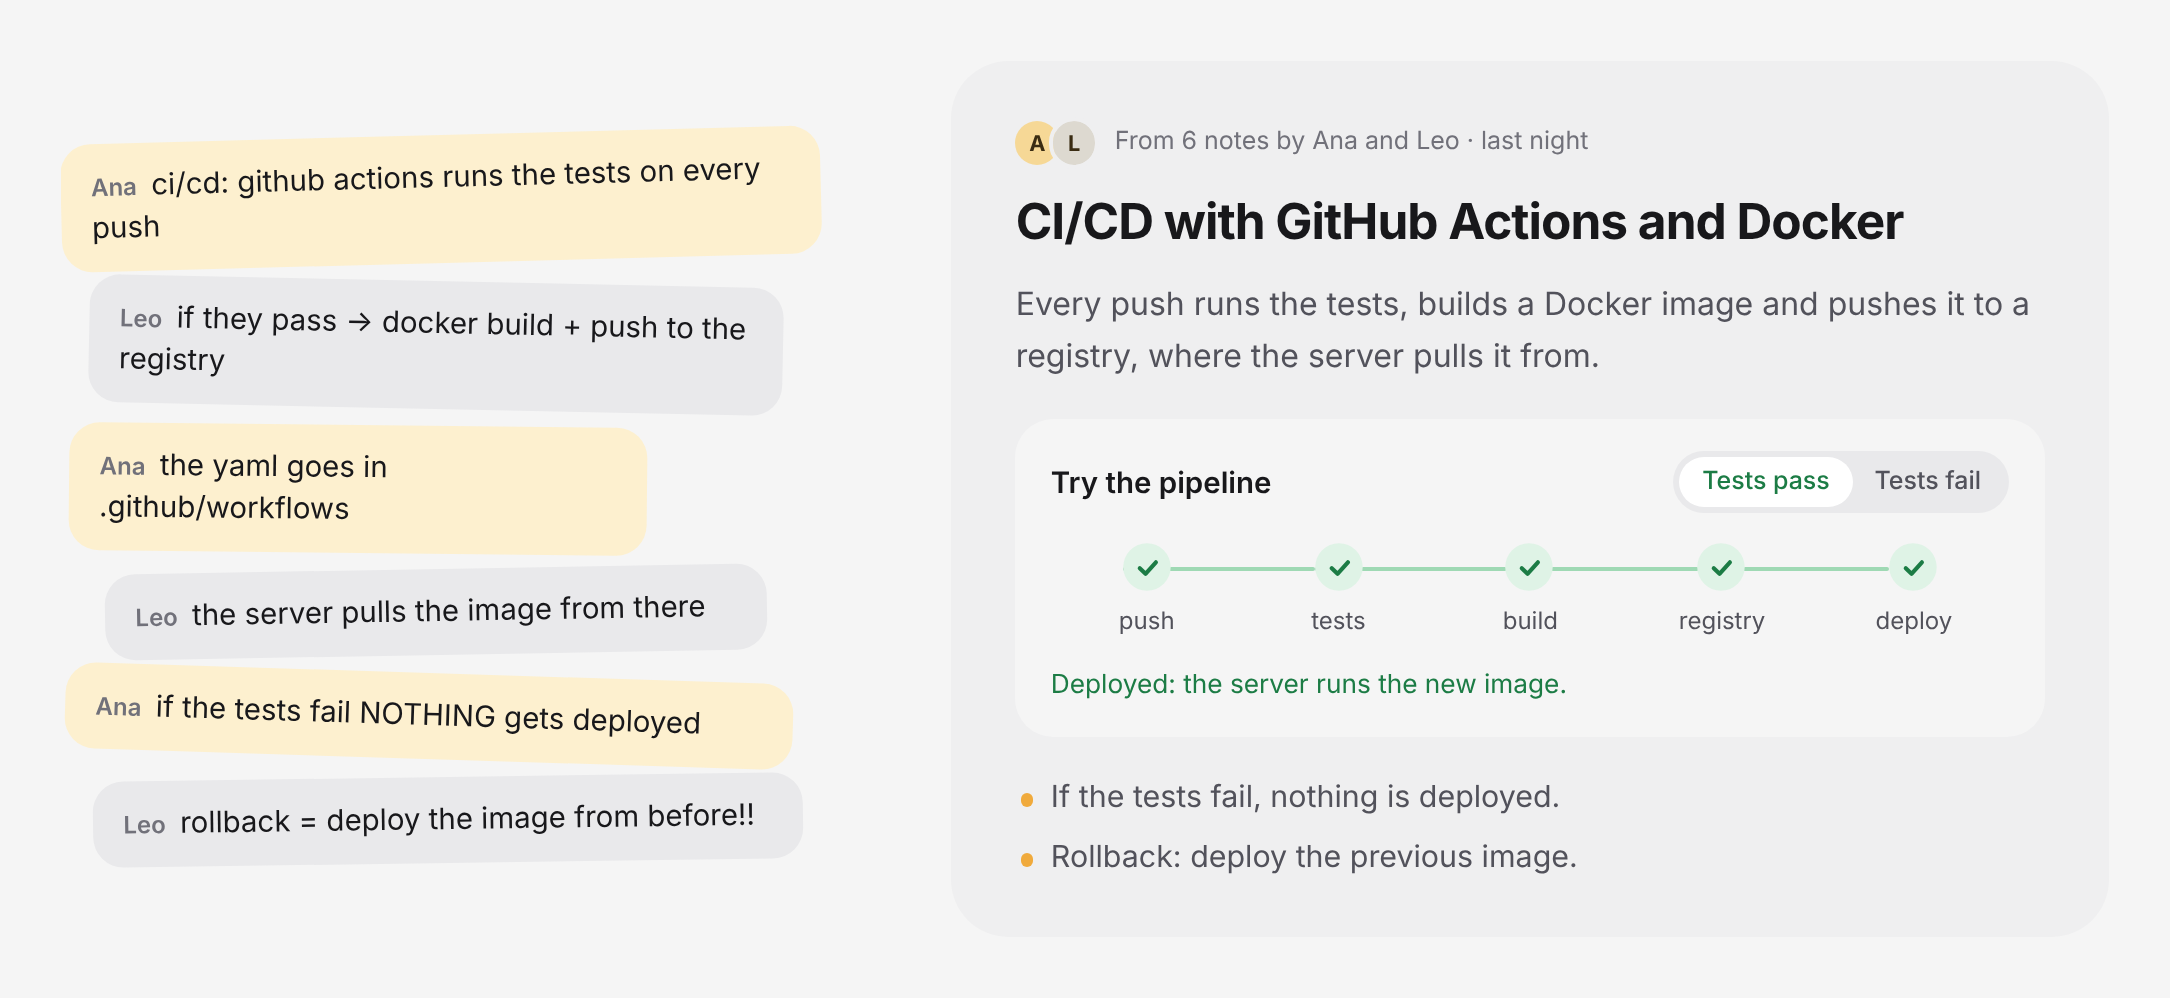 Ana ci/cd: github actions runs the tests on every
push
Leo if they pass → docker build + push to the
registry
Ana the yaml goes in
.github/workflows
Leo the server pulls the image from there
Ana if the tests fail NOTHING gets deployed
Leo rollback = deploy the image from before!!
A L From 6 notes by Ana and Leo · last night
CI/CD with GitHub Actions and Docker
Every push runs the tests, builds a Docker image and pushes it to a
registry, where the server pulls it from.
Try the pipeline
Tests pass Tests fail
push tests build registry deploy
Deployed: the server runs the new image.
If the tests fail, nothing is deployed.
Rollback: deploy the previous image.